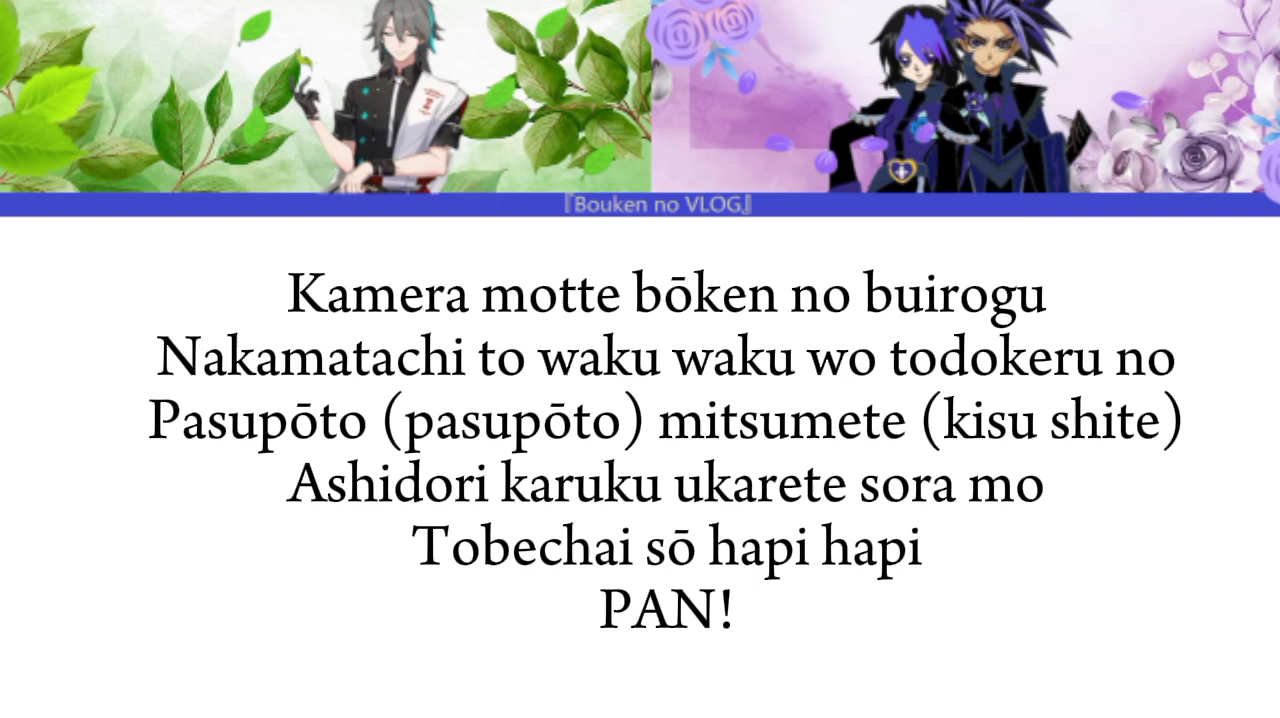 『Bouken no VLOG』
Kamera motte bōken no buirogu
Nakamatachi to waku waku wo todokeru no
Pasupōto (pasupōto) mitsumete (kisu shite)
Ashidori karuku ukarete sora mo
Tobechai sō hapi hapi
PAN!